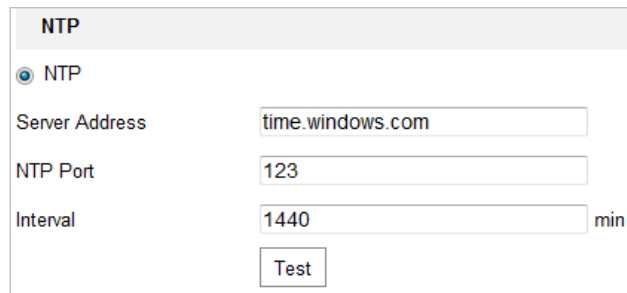 NTP
NTP
Server Address time.windows.com
NTP Port 123
Interval 1440 min
Test